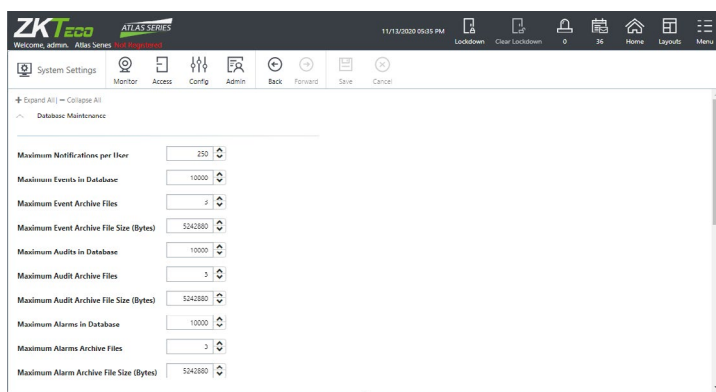 ZKTeco ATLAS SERIES
11/13/2020 05:35 PM
Lockdown Clear Lockdown 0 36 Home Layouts Menu
Welcome, admin. Atlas Series Not Registered
System Settings
Monitor Access Config Admin Back Forward Save Cancel
+ Expand All | − Collapse All
Database Maintenance
Maximum Notifications per User 250
Maximum Events in Database 10000
Maximum Event Archive Files 3
Maximum Event Archive File Size (Bytes) 5242880
Maximum Audits in Database 10000
Maximum Audit Archive Files 3
Maximum Audit Archive File Size (Bytes) 5242880
Maximum Alarms in Database 10000
Maximum Alarms Archive Files 3
Maximum Alarm Archive File Size (Bytes) 5242880